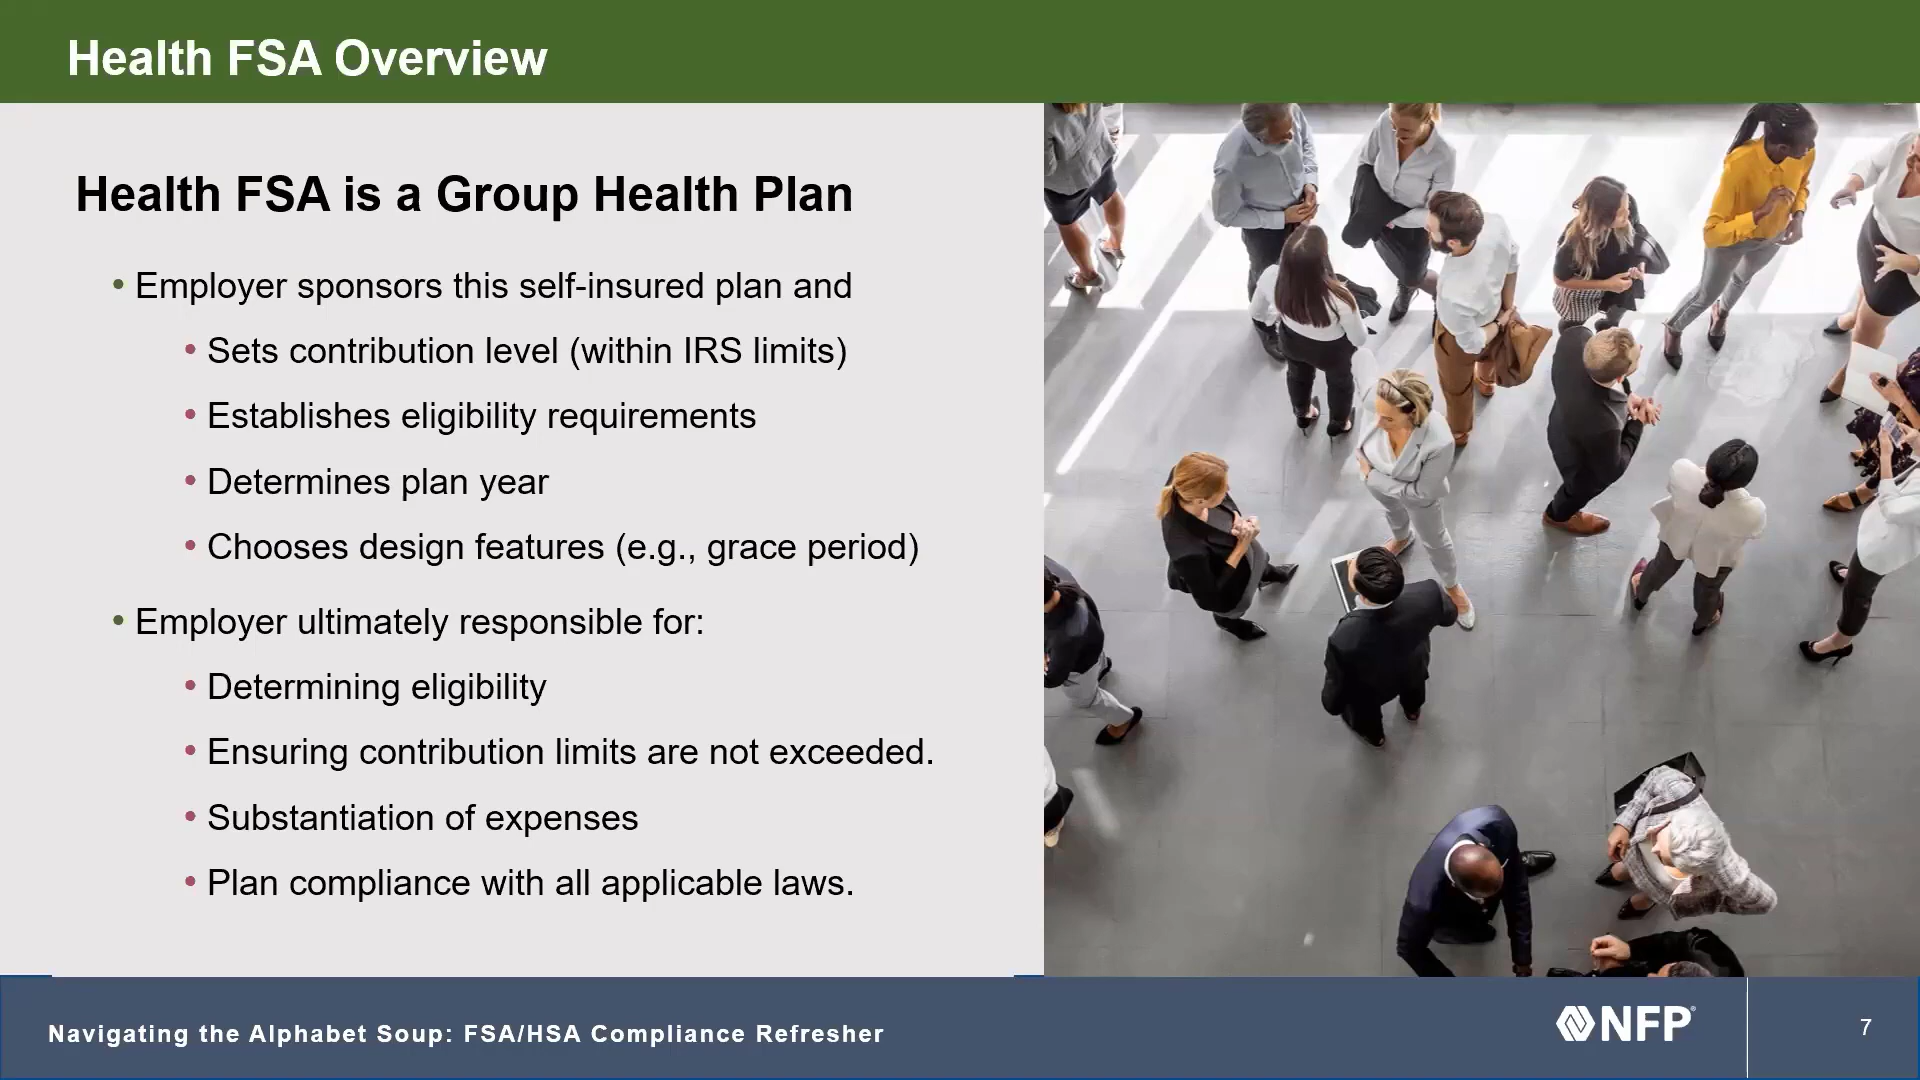 Health FSA Overview
Health FSA is a Group Health Plan
• Employer sponsors this self-insured plan and
• Sets contribution level (within IRS limits)
• Establishes eligibility requirements
• Determines plan year
• Chooses design features (e.g., grace period)
• Employer ultimately responsible for:
• Determining eligibility
• Ensuring contribution limits are not exceeded.
• Substantiation of expenses
• Plan compliance with all applicable laws.
Navigating the Alphabet Soup: FSA/HSA Compliance Refresher
NFP®
7